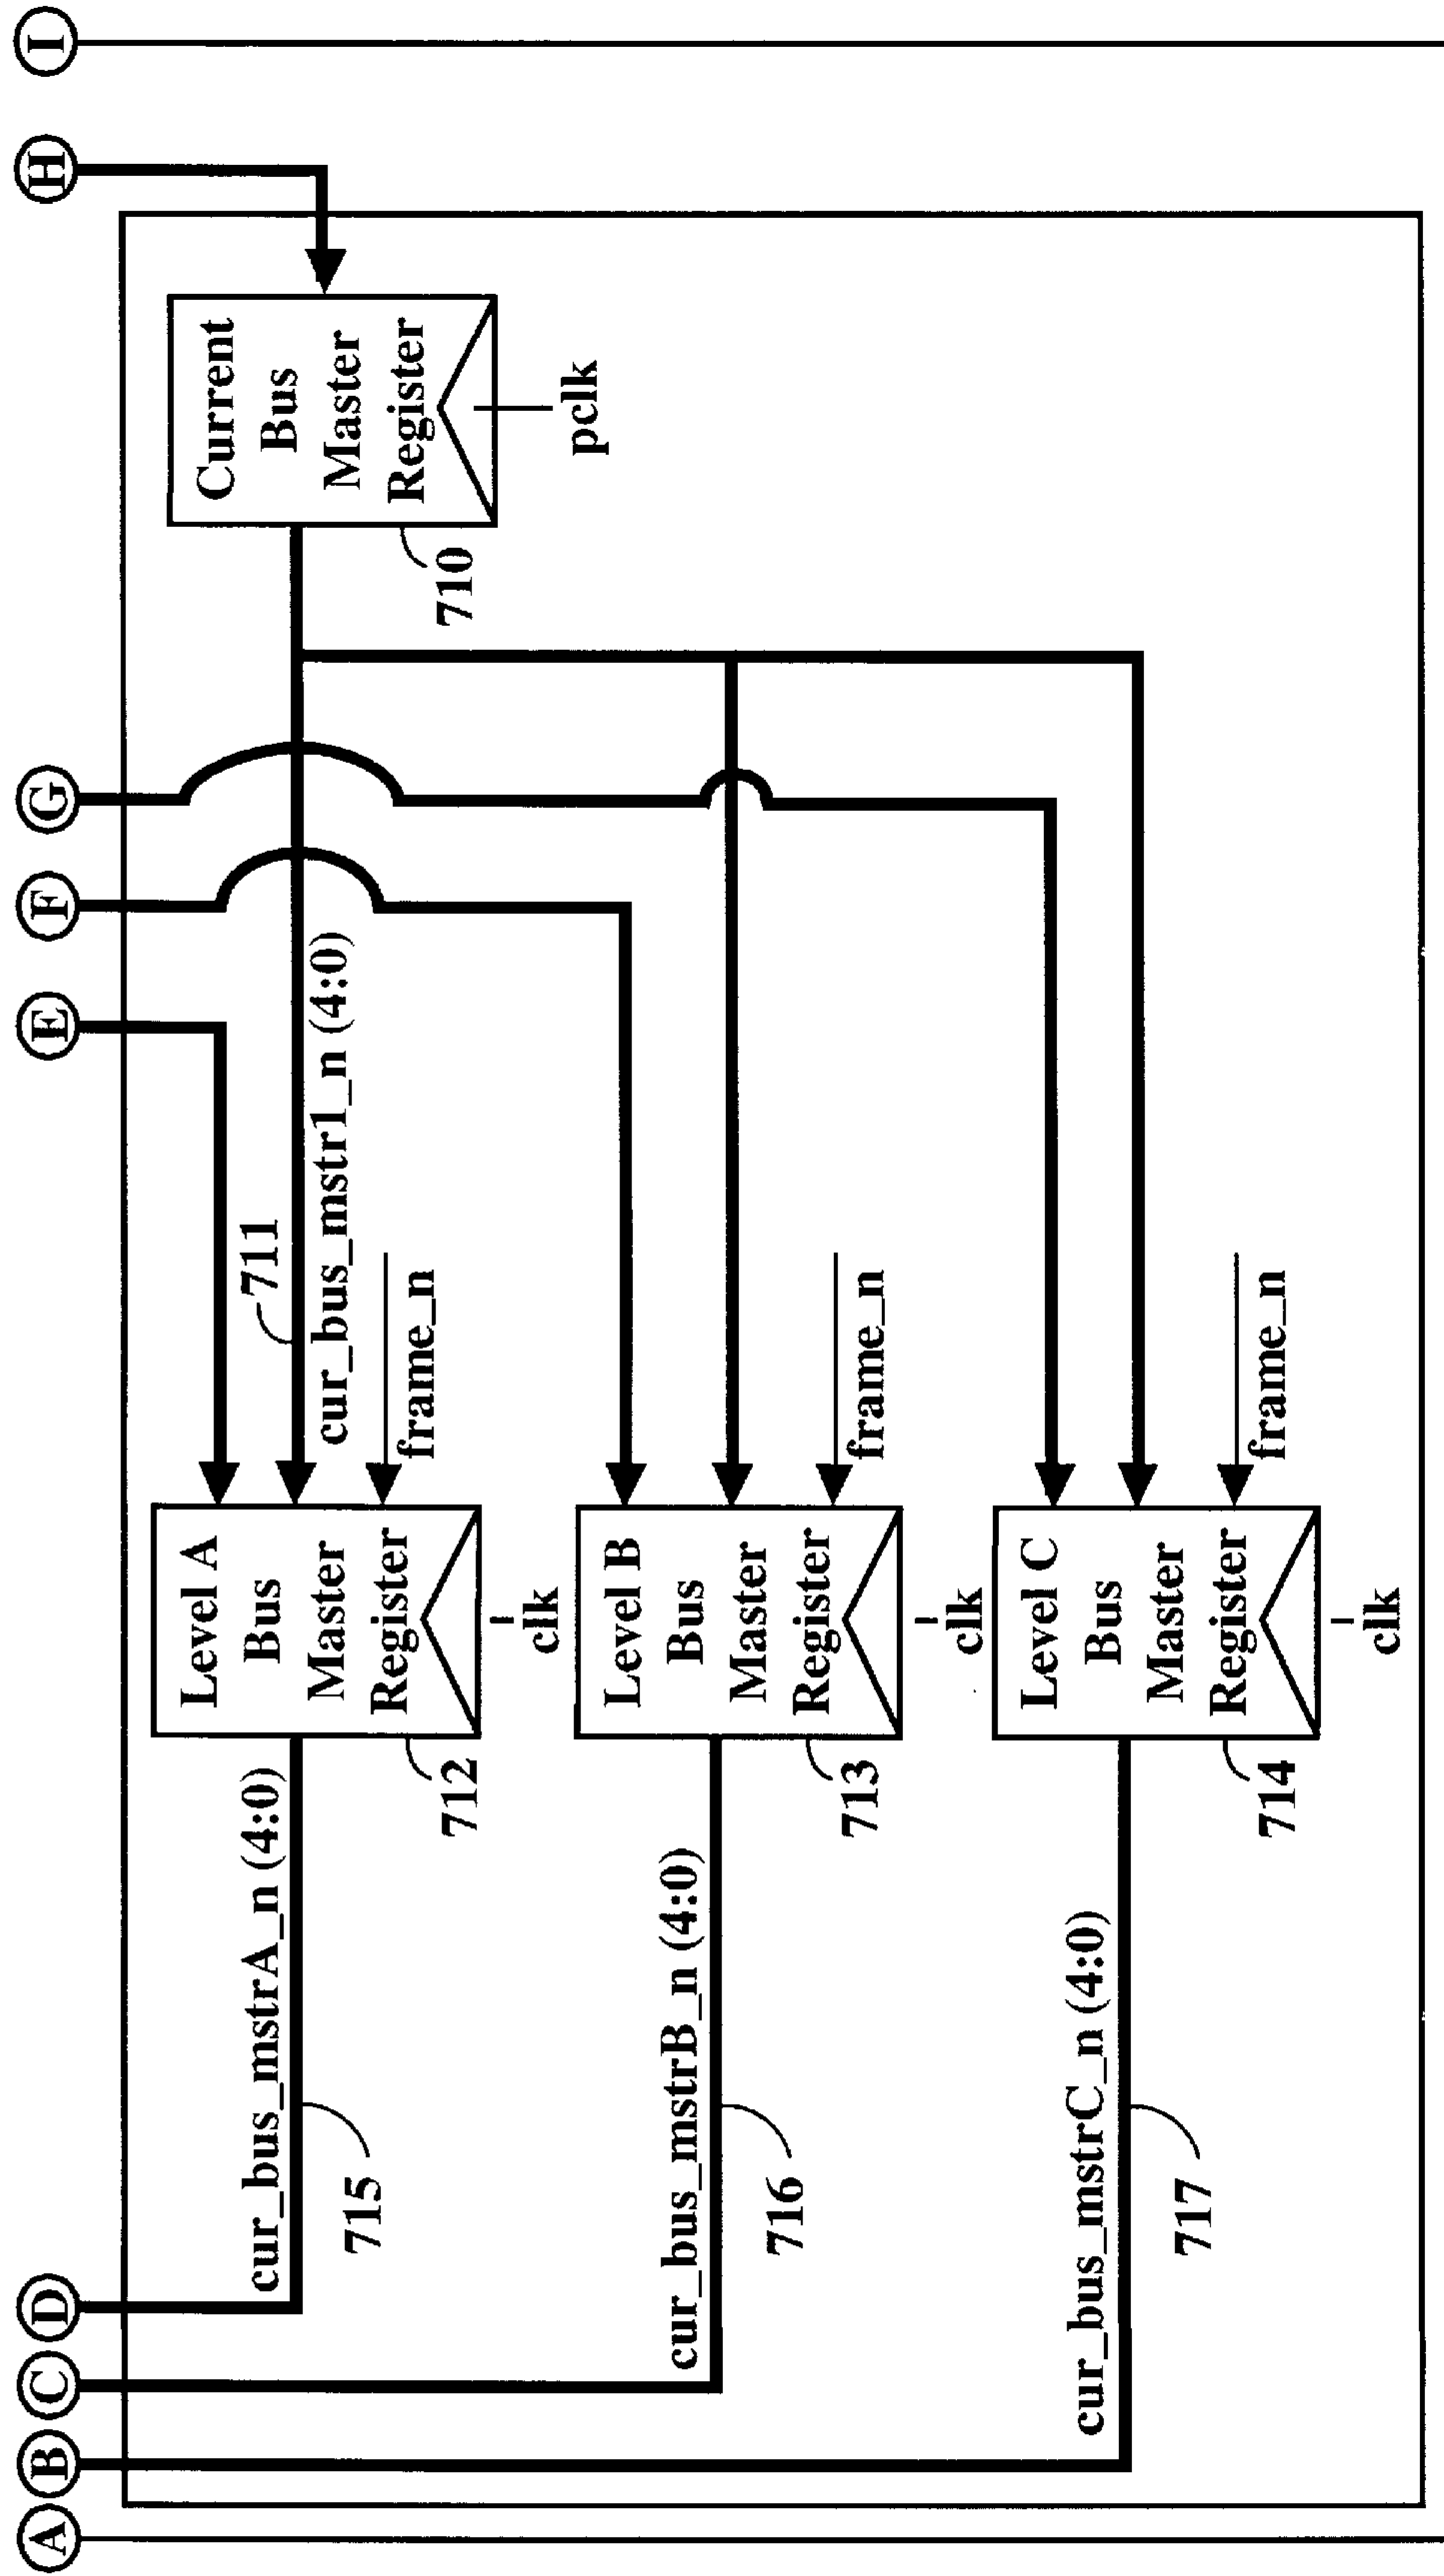 A
B
C
D
E
F
G
H
I
cur_bus_mstrA_n (4:0)
715
Level A
Bus
Master
Register
712
clk
711
cur_bus_mstr1_n (4:0)
frame_n
Current
Bus
Master
Register
710
pclk
cur_bus_mstrB_n (4:0)
716
Level B
Bus
Master
Register
713
clk
frame_n
cur_bus_mstrC_n (4:0)
717
Level C
Bus
Master
Register
714
clk
frame_n